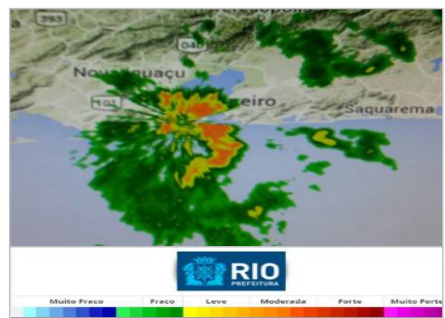 393
040
Nova Iguaçu
101
eiro
Saquarema
RIO
PREFEITURA
Muito Fraco Fraco Leve Moderada Forte Muito Forte